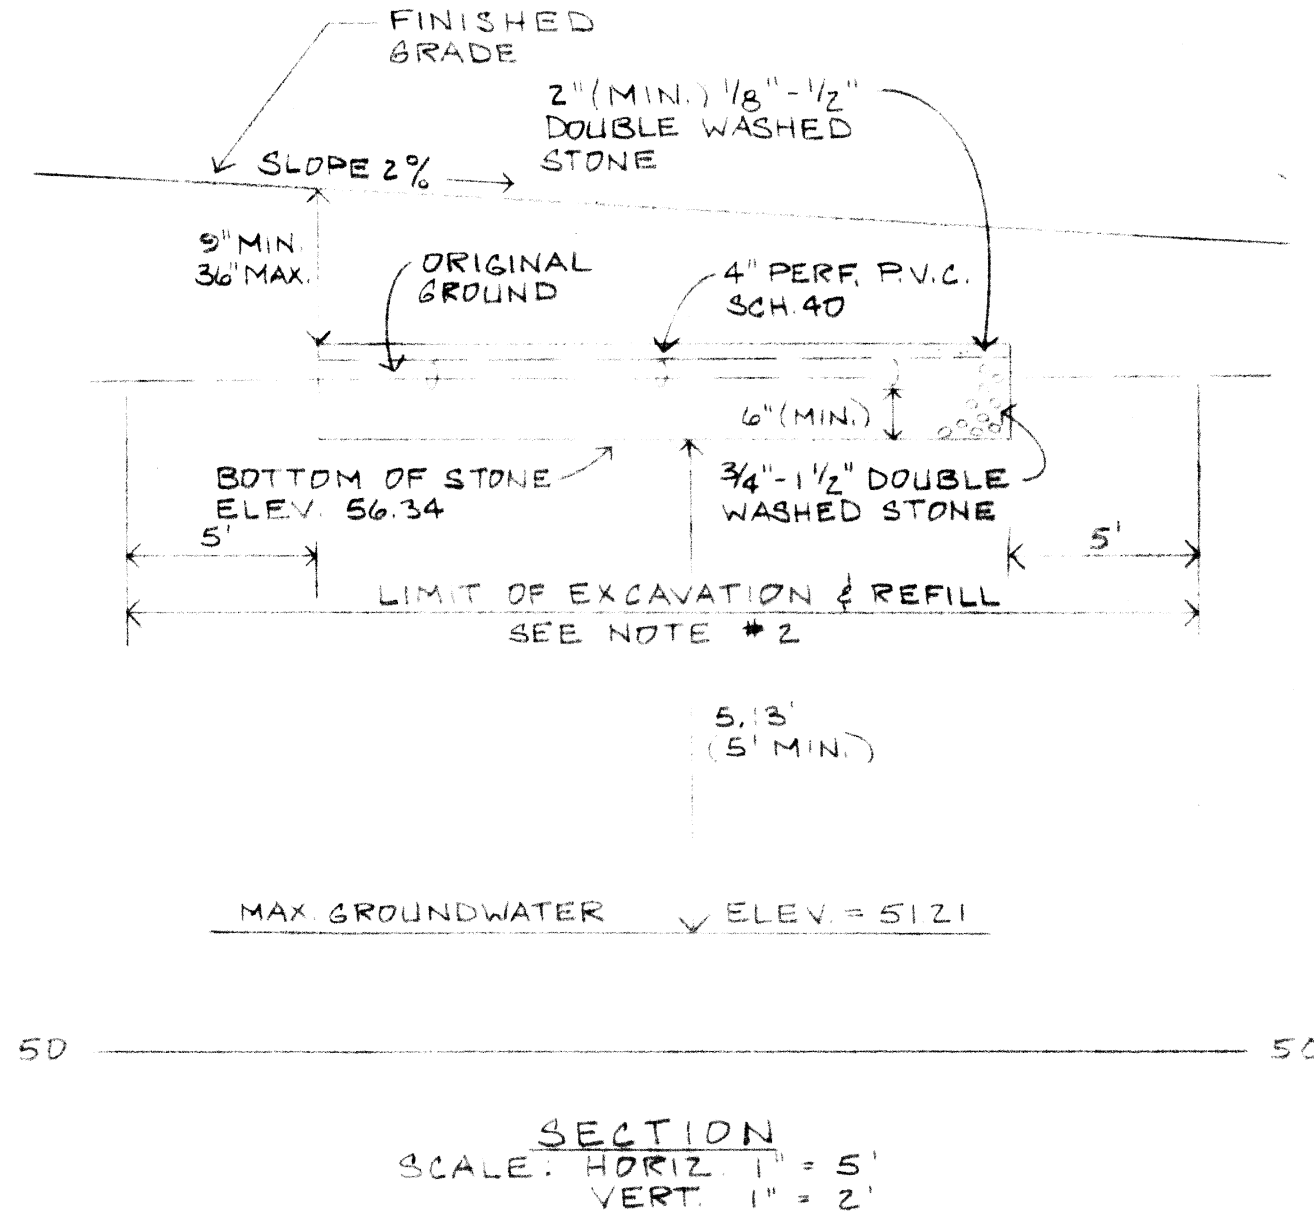 FINISHED
GRADE
2" (MIN.) 1/8" - 1/2"
DOUBLE WASHED
STONE
SLOPE 2%
9" MIN.
36" MAX.
ORIGINAL
GROUND
4" PERF. P.V.C.
SCH. 40
6" (MIN.)
BOTTOM OF STONE
ELEV. 56.34
3/4" - 1 1/2" DOUBLE
WASHED STONE
5'
5'
LIMIT OF EXCAVATION & REFILL
SEE NOTE #2
5.13'
(5' MIN.)
MAX. GROUNDWATER ELEV. = 51.21
50
50
SECTION
SCALE: HORIZ. 1" = 5'
VERT. 1" = 2'